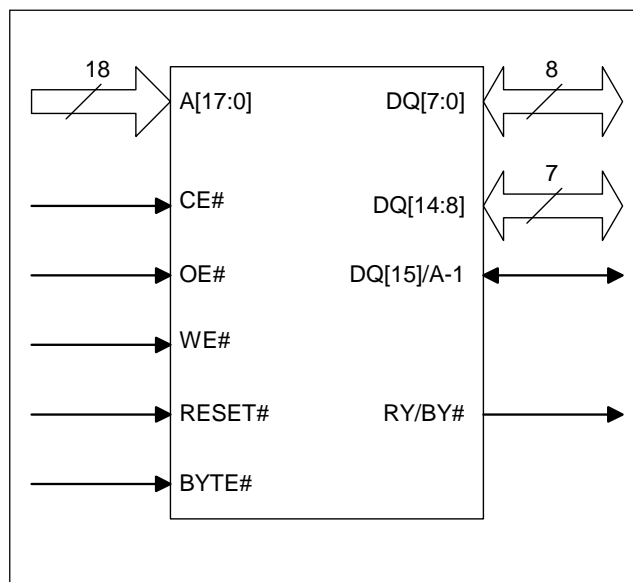 18
8
A[17:0]
DQ[7:0]
7
CE#
DQ[14:8]
OE#
DQ[15]/A-1
WE#
RESET#
RY/BY#
BYTE#